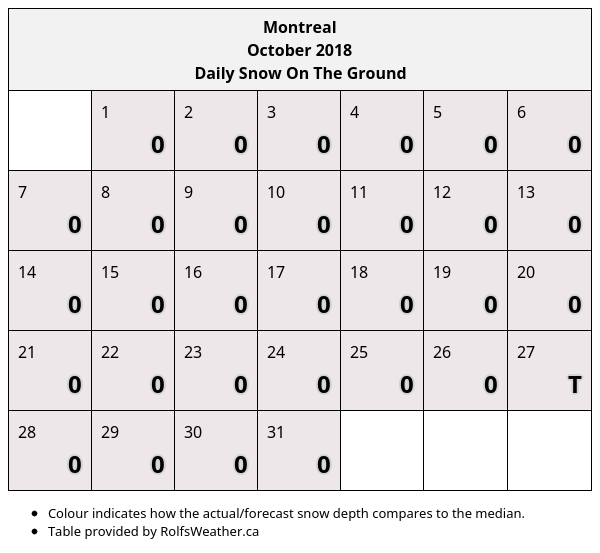 Montreal
October 2018
Daily Snow On The Ground
1 2 3 4 5 6
0 0 0 0 0 0
7 8 9 10 11 12 13
0 0 0 0 0 0 0
14 15 16 17 18 19 20
0 0 0 0 0 0 0
21 22 23 24 25 26 27
0 0 0 0 0 0 T
28 29 30 31
0 0 0 0
• Colour indicates how the actual/forecast snow depth compares to the median.
• Table provided by RolfsWeather.ca